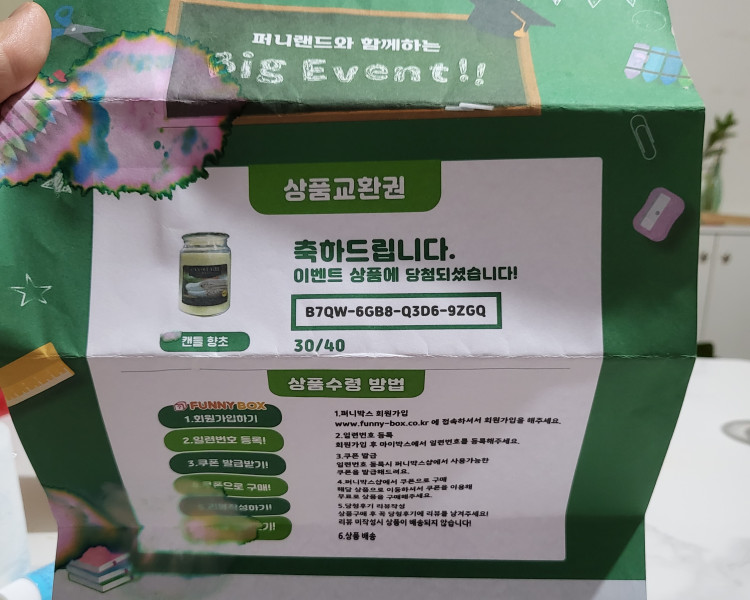 퍼니랜드와 함께하는
Big Event!!
상품교환권
축하드립니다.
이벤트 상품에 당첨되셨습니다!
B7QW-6GB8-Q3D6-9ZGQ
캔들 향초
30/40
상품수령 방법
FUNNY BOX
1.회원가입하기
2.일련번호 등록!
3.쿠폰 발급받기!
쿠폰으로 구매!
작성하기!
기!
1.퍼니박스 회원가입
www.funny-box.co.kr 에 접속하셔서 회원가입을 해주세요.
2.일련번호 등록
회원가입 후 마이박스에서 일련번호를 등록해주세요.
3.쿠폰 발급
일련번호 등록시 퍼니박스샵에서 사용가능한
쿠폰을 발급해드려요.
4.퍼니박스샵에서 쿠폰으로 구매
해당 상품으로 이동하셔서 쿠폰을 이용해
무료로 상품을 구매해주세요.
5.당첨후기 리뷰작성
상품구매 후 꼭 당첨후기에 리뷰를 남겨주세요!
리뷰 미작성시 상품이 배송되지 않습니다!
6.상품 배송